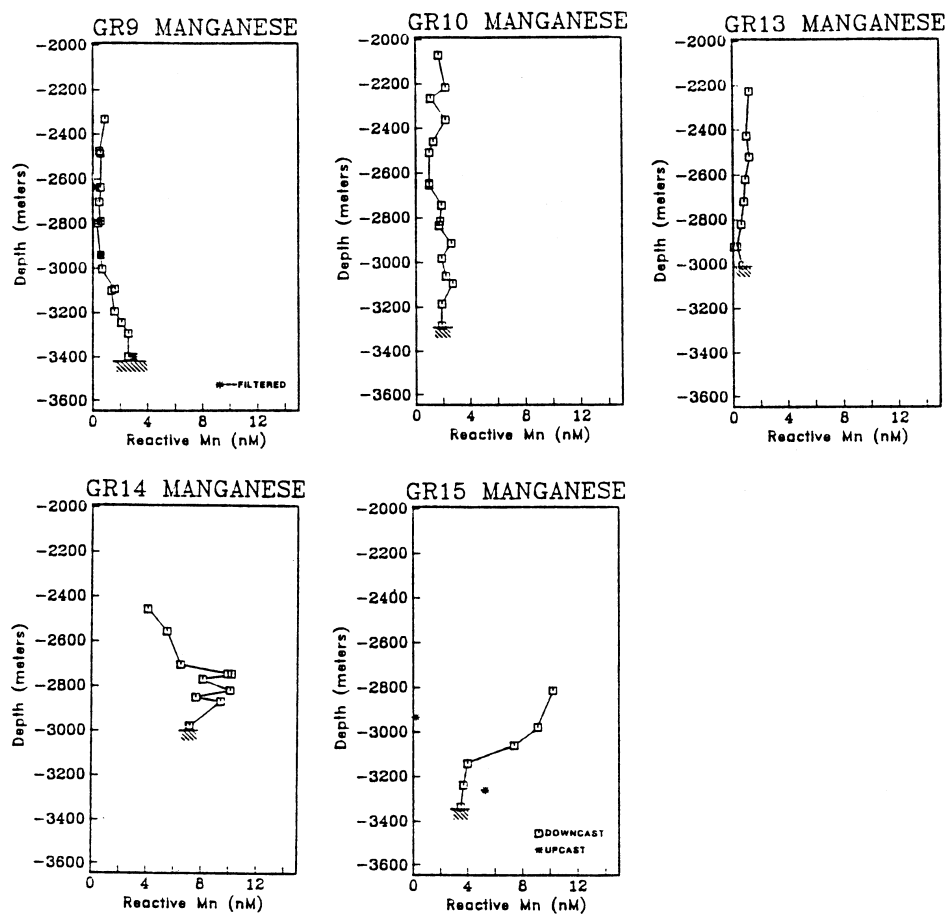 GR9 MANGANESE
-2000
-2200
-2400
-2600
-2800
-3000
-3200
-3400
-3600
Depth (meters)
FILTERED
0 4 8 12
Reactive Mn (nM)
GR10 MANGANESE
-2000
-2200
-2400
-2600
-2800
-3000
-3200
-3400
-3600
Depth (meters)
0 4 8 12
Reactive Mn (nM)
GR13 MANGANESE
-2000
-2200
-2400
-2600
-2800
-3000
-3200
-3400
-3600
Depth (meters)
0 4 8 12
Reactive Mn (nM)
GR14 MANGANESE
-2000
-2200
-2400
-2600
-2800
-3000
-3200
-3400
-3600
Depth (meters)
0 4 8 12
Reactive Mn (nM)
GR15 MANGANESE
-2000
-2200
-2400
-2600
-2800
-3000
-3200
-3400
-3600
Depth (meters)
DOWNCAST
UPCAST
0 4 8 12
Reactive Mn (nM)